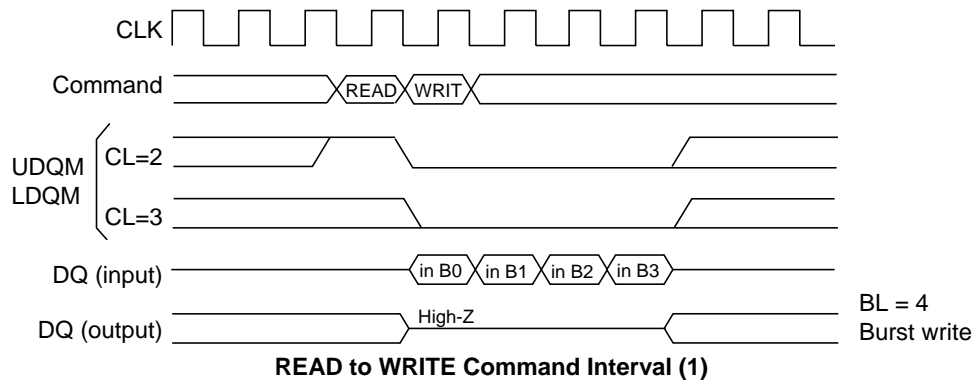 CLK
Command
READ
WRIT
UDQM
LDQM
CL=2
CL=3
DQ (input)
in B0
in B1
in B2
in B3
DQ (output)
High-Z
BL = 4
Burst write
READ to WRITE Command Interval (1)